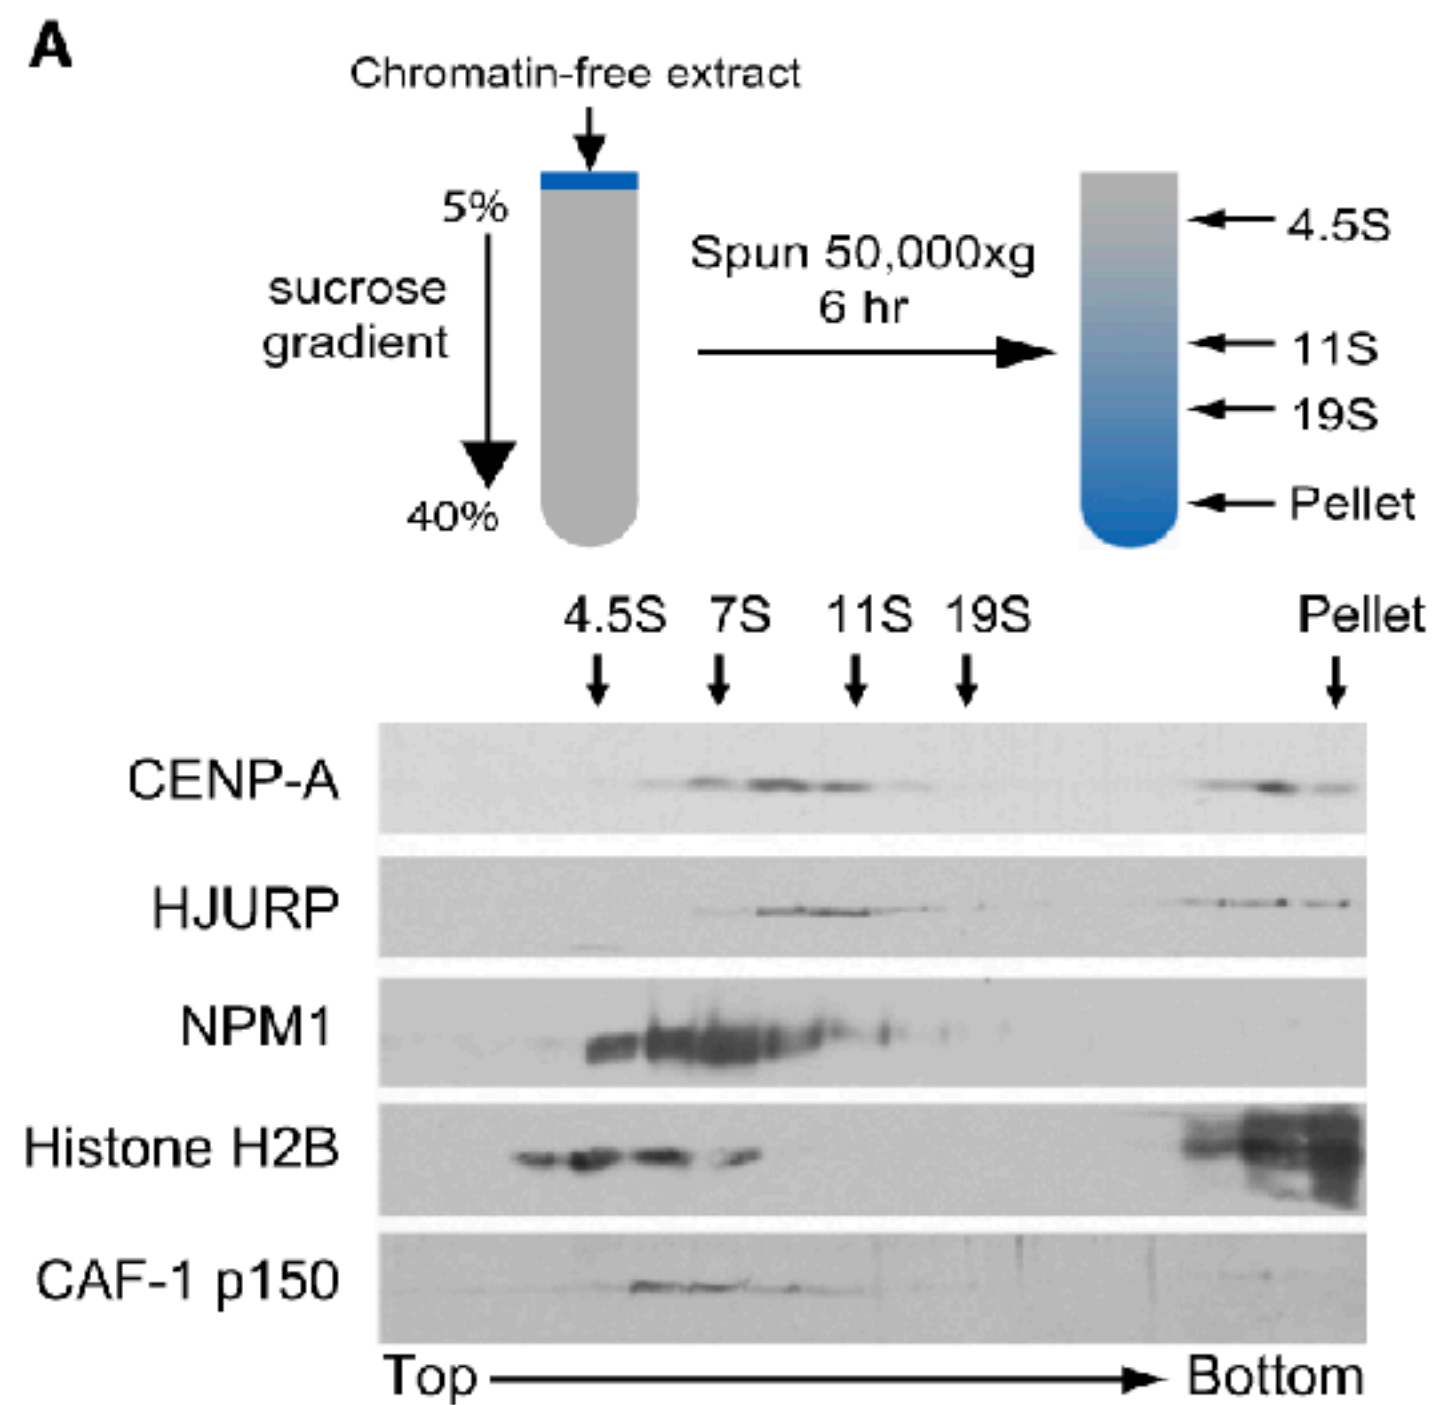 A
Chromatin-free extract
5%
sucrose
gradient
40%
Spun 50,000xg
6 hr
4.5S
11S
19S
Pellet
4.5S 7S 11S 19S Pellet
CENP-A
HJURP
NPM1
Histone H2B
CAF-1 p150
Top Bottom